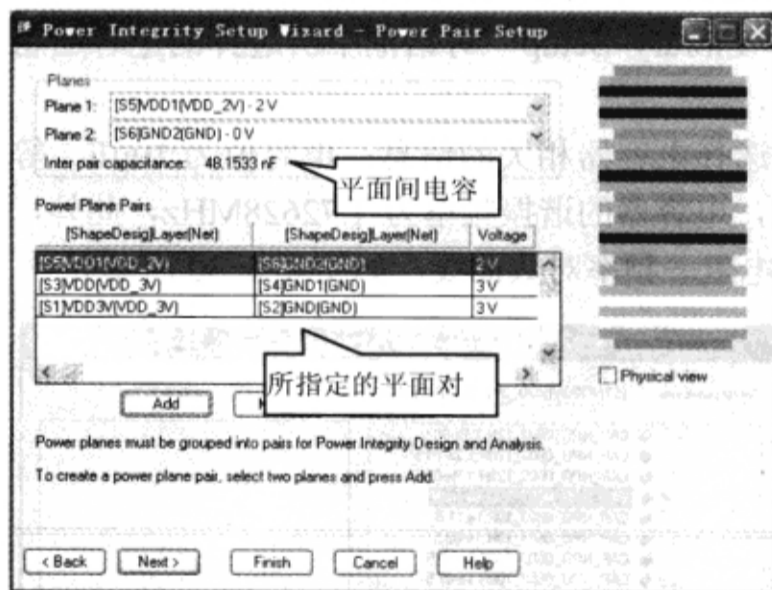 Power Integrity Setup Wizard - Power Pair Setup
Planes
Plane 1: [S5]VDD1(VDD_2V) - 2 V
Plane 2: [S6]GND2(GND) - 0 V
Inter pair capacitance: 48.1533 nF
平面间电容
Power Plane Pairs
[ShapeDesig]Layer(Net) [ShapeDesig]Layer(Net) Voltage
[S5]VDD1(VDD_2V) [S6]GND2(GND) 2 V
[S3]VDD(VDD_3V) [S4]GND1(GND) 3 V
[S1]VDD3V(VDD_3V) [S2]GND(GND) 3 V
所指定的平面对
Physical view
Add
Power planes must be grouped into pairs for Power Integrity Design and Analysis.
To create a power plane pair, select two planes and press Add.
< Back Next > Finish Cancel Help